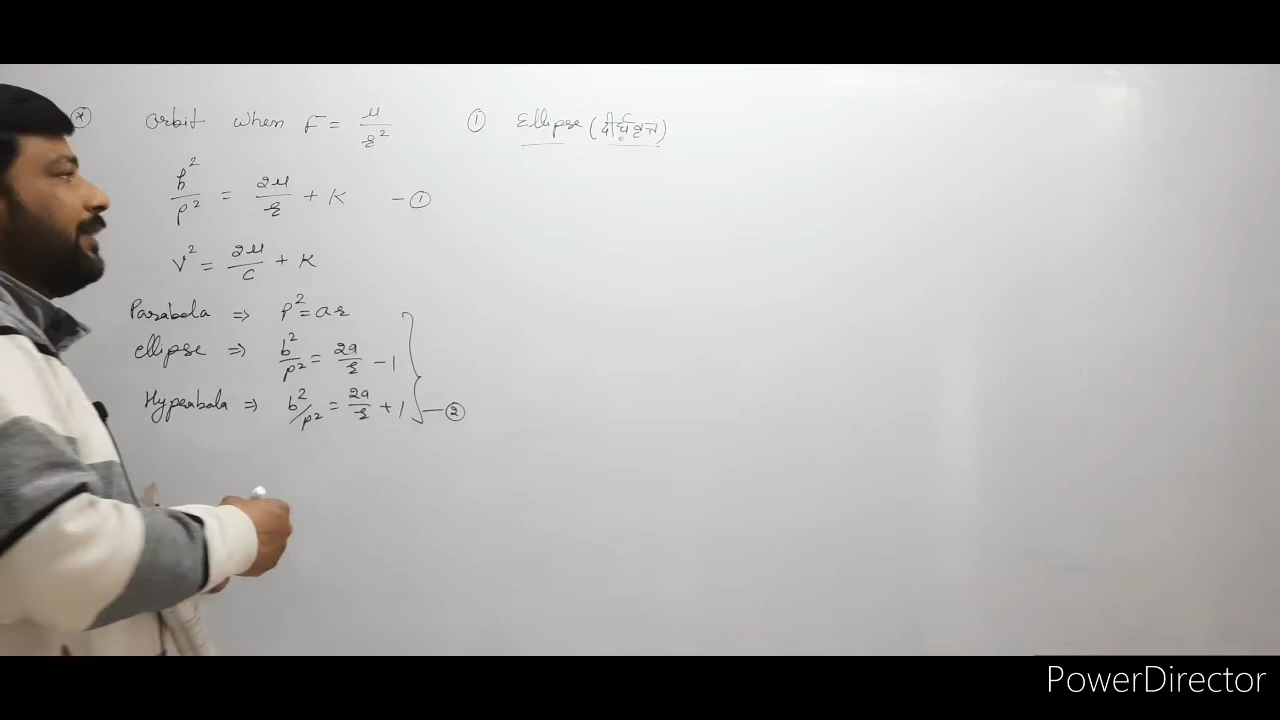 * Orbit when F = μ/r²
h²/p² = 2μ/r + K - ①
V² = 2μ/c + K
Parabola ⇒ P² = ar
ellipse ⇒ b²/p² = 2a/r - 1
Hyperbola ⇒ b²/p² = 2a/r + 1 - ②
① Ellipse (दीर्घवृत्त)
PowerDirector